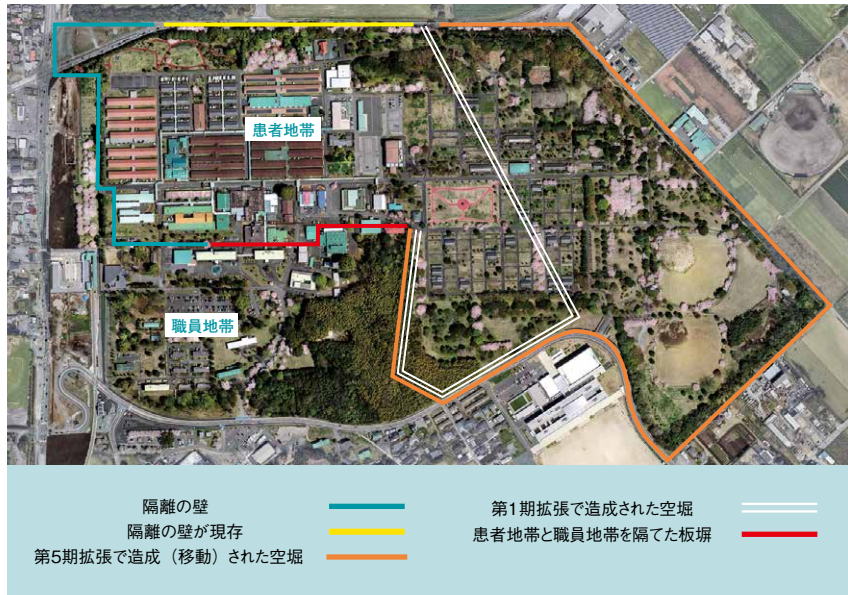 患者地帯
職員地帯
隔離の壁
隔離の壁が現存
第5期拡張で造成（移動）された空堀
第1期拡張で造成された空堀
患者地帯と職員地帯を隔てた板塀